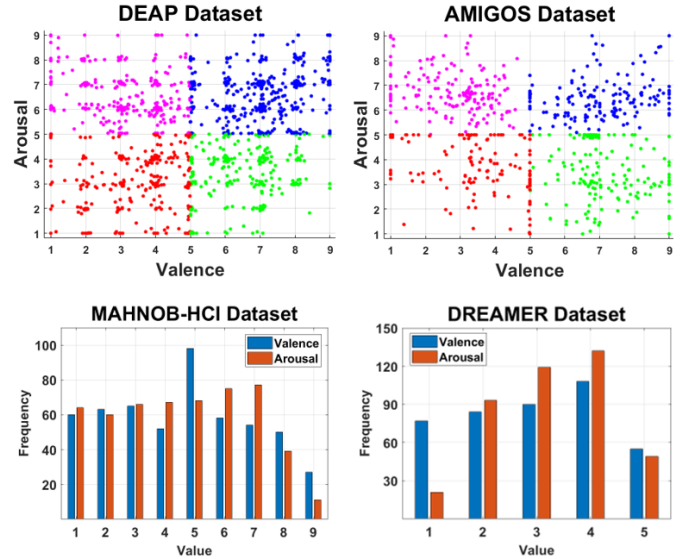 DEAP Dataset
9
8
7
6
5
4
3
2
1
Arousal
1 2 3 4 5 6 7 8 9
Valence
AMIGOS Dataset
9
8
7
6
5
4
3
2
1
Arousal
1 2 3 4 5 6 7 8 9
Valence
MAHNOB-HCI Dataset
Valence
Arousal
100
80
60
40
20
Frequency
1 2 3 4 5 6 7 8 9
Value
DREAMER Dataset
Valence
Arousal
150
120
90
60
30
Frequency
1 2 3 4 5
Value